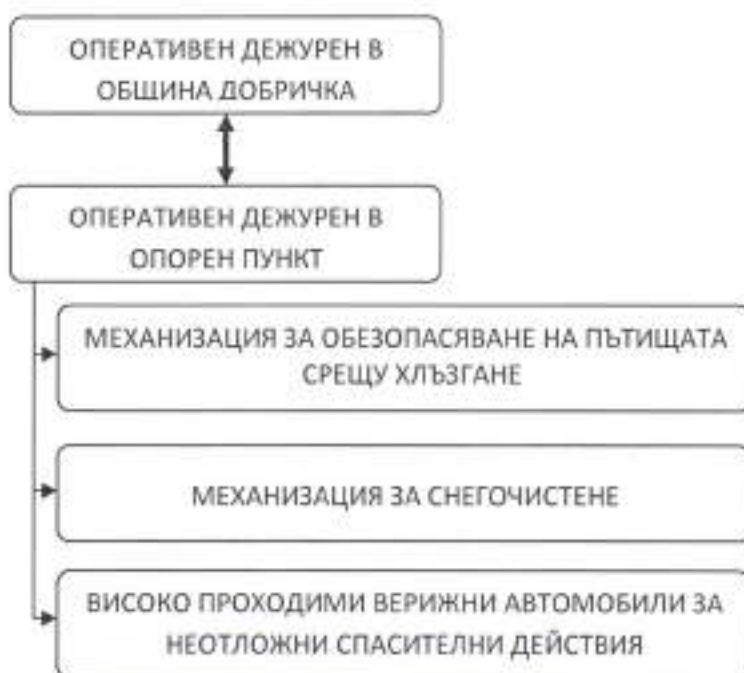 ОПЕРАТИВЕН ДЕЖУРЕН В
ОБЩИНА ДОБРИЧКА
ОПЕРАТИВЕН ДЕЖУРЕН В
ОПОРЕН ПУНКТ
МЕХАНИЗАЦИЯ ЗА ОБЕЗОПАСЯВАНЕ НА ПЪТИЩАТА
СРЕЩУ ХЛЪЗГАНЕ
МЕХАНИЗАЦИЯ ЗА СНЕГОЧИСТЕНЕ
ВИСОКО ПРОХОДИМИ ВЕРИЖНИ АВТОМОБИЛИ ЗА
НЕОТЛОЖНИ СПАСИТЕЛНИ ДЕЙСТВИЯ